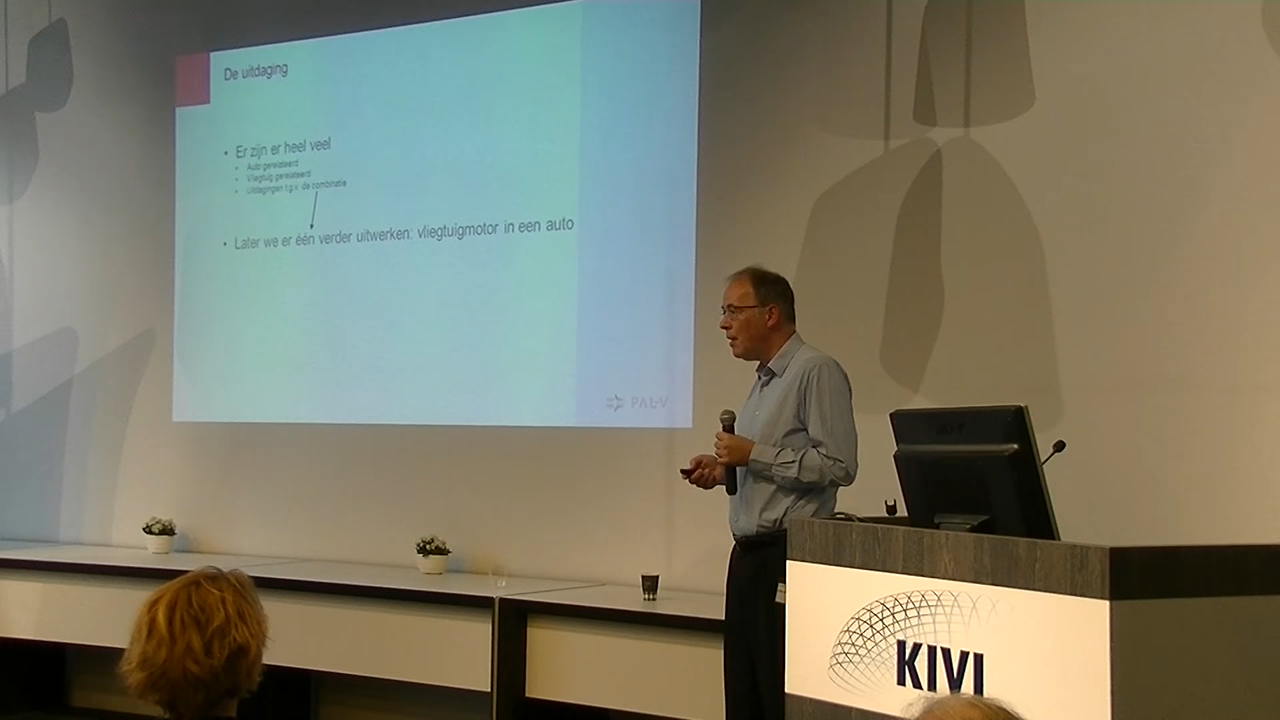 De uitdaging
• Er zijn er heel veel
• Auto gerelateerd
• Vliegtuig gerelateerd
• Uitdagingen t.g.v. de combinatie
• Later we er één verder uitwerken: vliegtuigmotor in een auto
PAL-V
KIVI